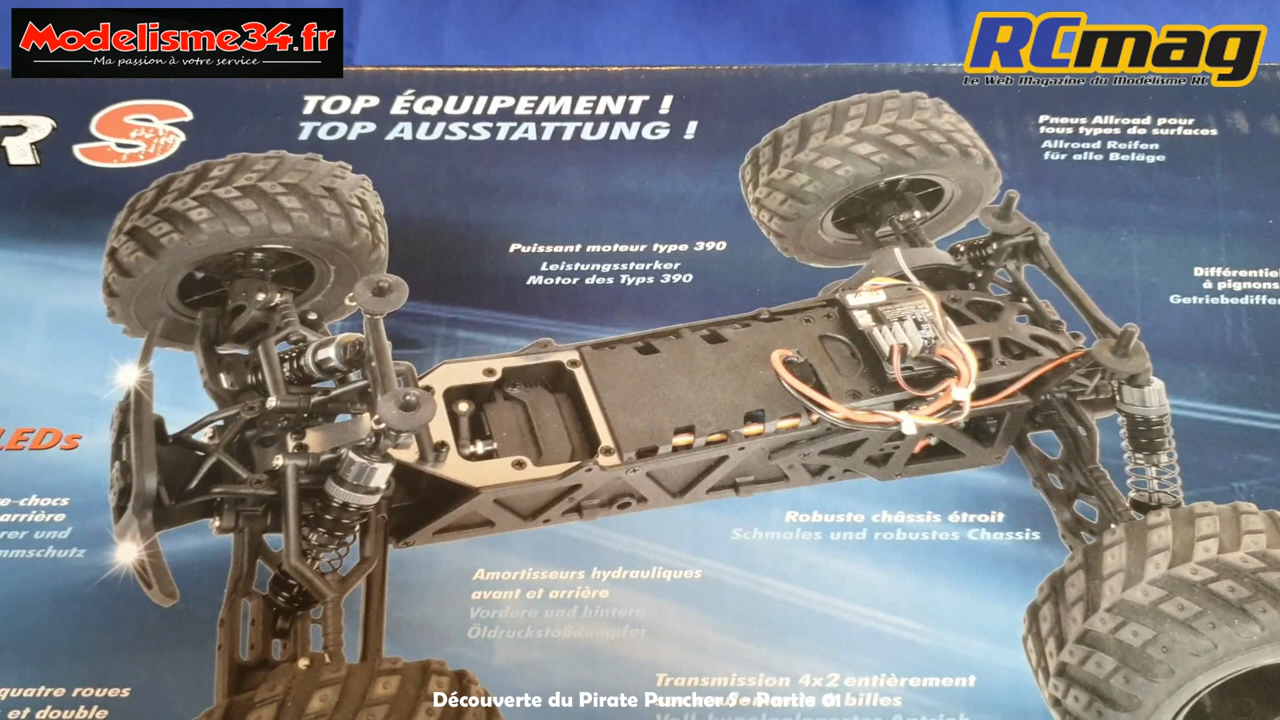 Modelisme34.fr
Ma passion à votre service
RCmag
Le Web Magazine du Modélisme RC
R S
TOP ÉQUIPEMENT !
TOP AUSSTATTUNG !
Pneus Allroad pour
tous types de surfaces
Allroad Reifen
für alle Beläge
Puissant moteur type 390
Leistungsstarker
Motor des Typs 390
à pignons
LEDs
arrière
und
Robuste châssis étroit
Schmales und robustes Chassis
Amortisseurs hydrauliques
avant et arrière
Vordere und hintere
Öldruckstoßdämpfer
quatre roues
et double
Transmission 4x2 entièrement
billes
Découverte du Pirate Puncher S - Partie 01